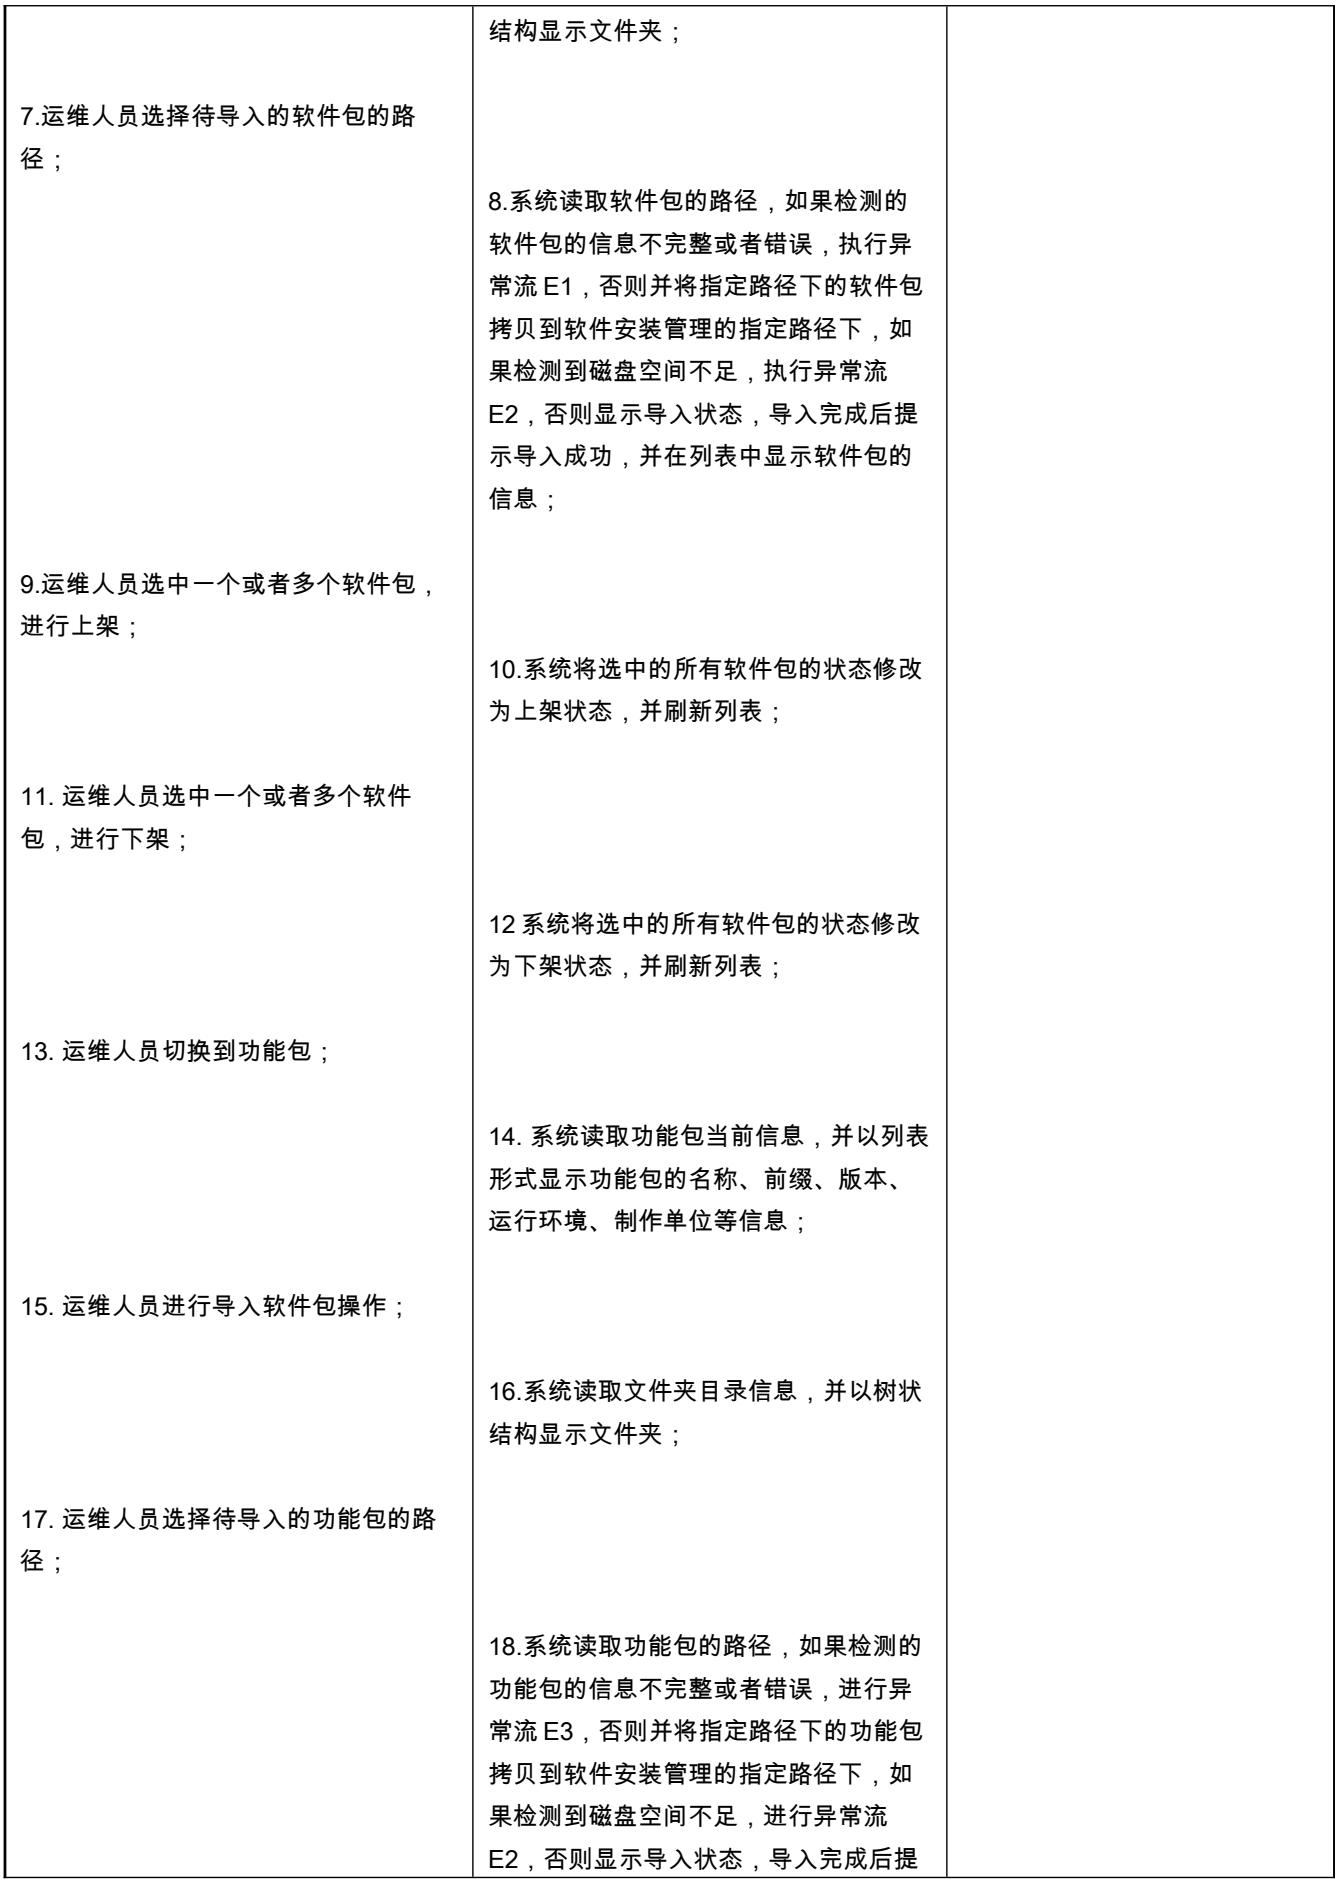 结构显示文件夹；
7.运维人员选择待导入的软件包的路
径；
8.系统读取软件包的路径，如果检测的
软件包的信息不完整或者错误，执行异
常流 E1，否则并将指定路径下的软件包
拷贝到软件安装管理的指定路径下，如
果检测到磁盘空间不足，执行异常流
E2，否则显示导入状态，导入完成后提
示导入成功，并在列表中显示软件包的
信息；
9.运维人员选中一个或者多个软件包，
进行上架；
10.系统将选中的所有软件包的状态修改
为上架状态，并刷新列表；
11. 运维人员选中一个或者多个软件
包，进行下架；
12 系统将选中的所有软件包的状态修改
为下架状态，并刷新列表；
13. 运维人员切换到功能包；
14. 系统读取功能包当前信息，并以列表
形式显示功能包的名称、前缀、版本、
运行环境、制作单位等信息；
15. 运维人员进行导入软件包操作；
16.系统读取文件夹目录信息，并以树状
结构显示文件夹；
17. 运维人员选择待导入的功能包的路
径；
18.系统读取功能包的路径，如果检测的
功能包的信息不完整或者错误，进行异
常流 E3，否则并将指定路径下的功能包
拷贝到软件安装管理的指定路径下，如
果检测到磁盘空间不足，进行异常流
E2，否则显示导入状态，导入完成后提